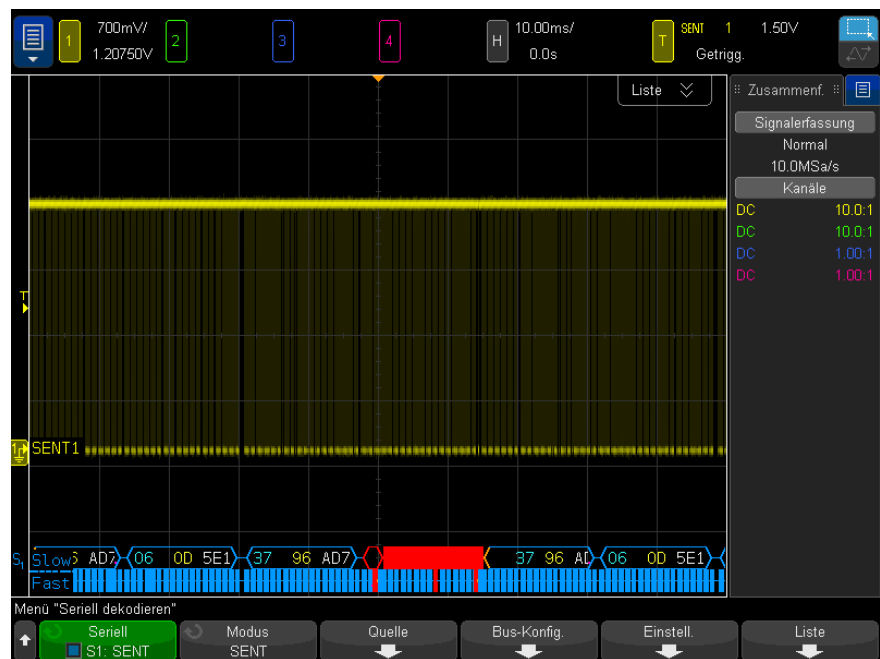 1 700mV/ 1.20750V 2 3 4 H 10.00ms/ 0.0s T SENT 1 1.50V Getrigg.
Liste
Zusammenf.
Signalerfassung
Normal
10.0MSa/s
Kanäle
DC 10.0:1
DC 10.0:1
DC 1.00:1
DC 1.00:1
T
1 SENT1
S1 Slow AD7 06 0D 5E1 37 96 AD7 37 96 AD 06 0D 5E1
Fast
Menü "Seriell dekodieren"
Seriell Modus Quelle Bus-Konfig. Einstell. Liste
S1: SENT SENT